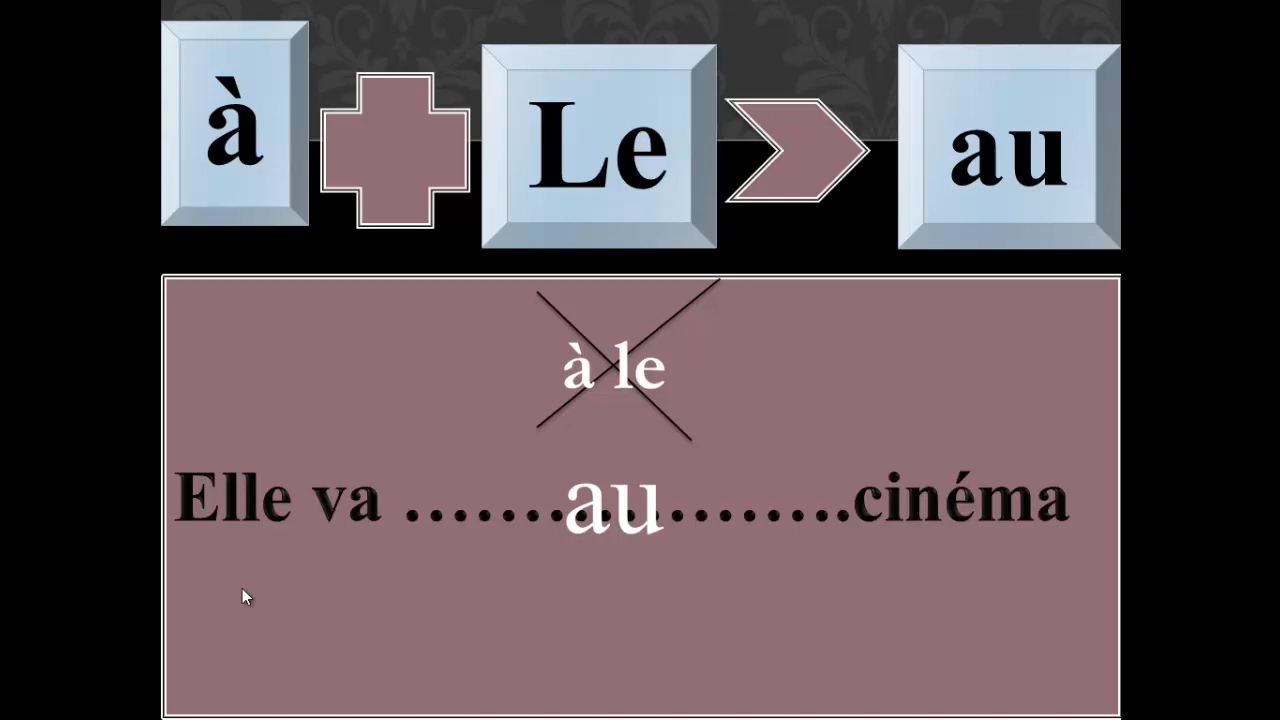 à Le au
à le
Elle va ..................cinéma
au